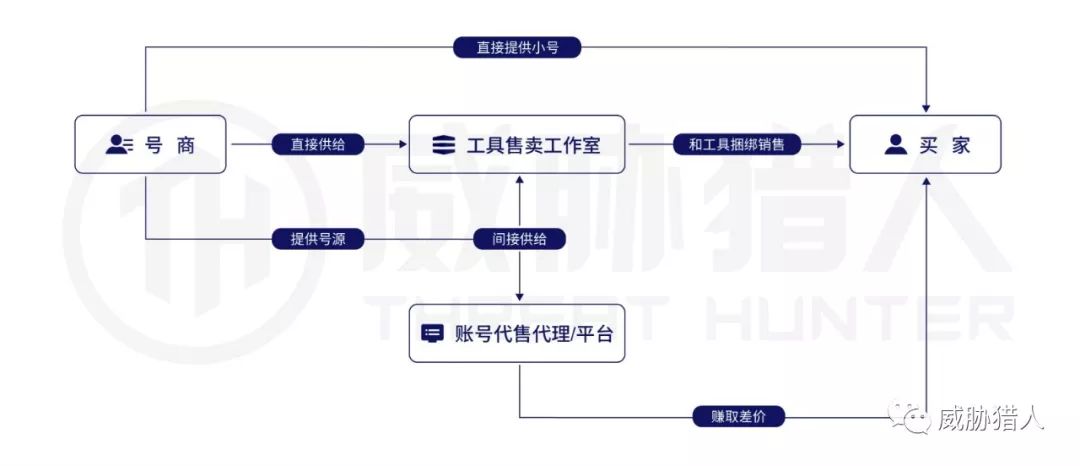 直接提供小号
号 商
直接供给
工具售卖工作室
和工具捆绑销售
买 家
提供号源
间接供给
威胁猎人
THREAT HUNTER
账号代售代理/平台
赚取差价
威胁猎人